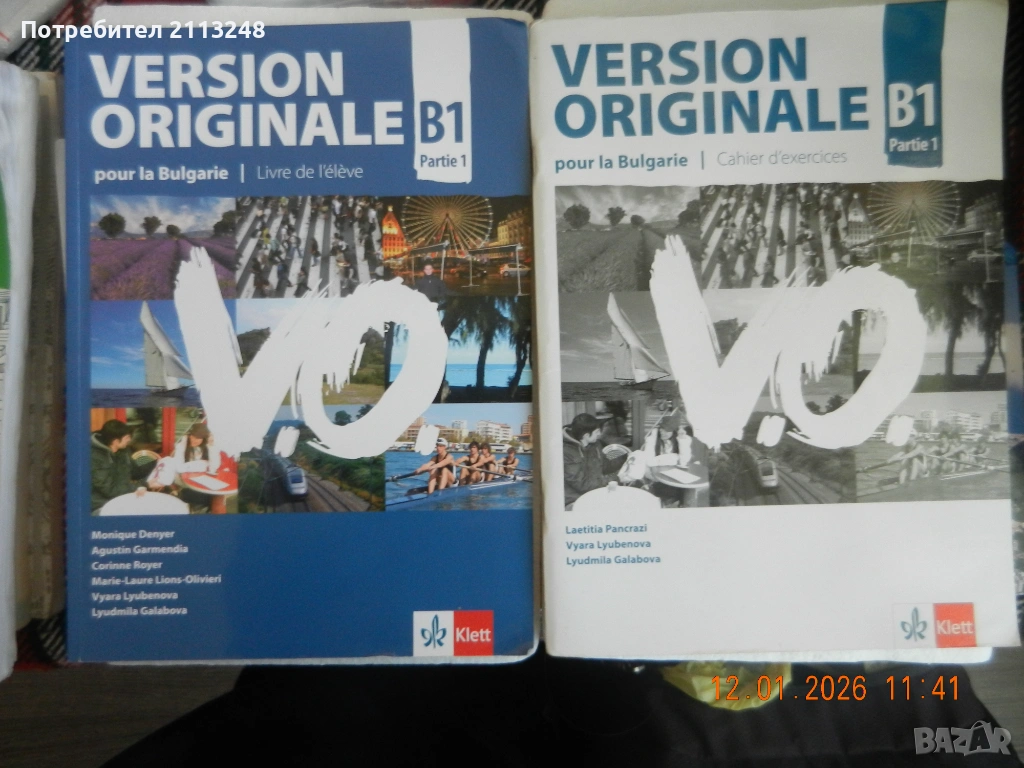 Потребител 2113248
VERSION
ORIGINALE
B1
Partie 1
pour la Bulgarie | Livre de l'élève
V.O.
Monique Denyer
Agustín Garmendia
Corinne Royer
Marie-Laure Lions-Olivieri
Vyara Lyubenova
Lyudmila Galabova
Klett
VERSION
ORIGINALE
B1
Partie 1
pour la Bulgarie | Cahier d'exercices
V.O.
Laetitia Pancrazi
Vyara Lyubenova
Lyudmila Galabova
Klett
12.01.2026 11:41
BAZAR